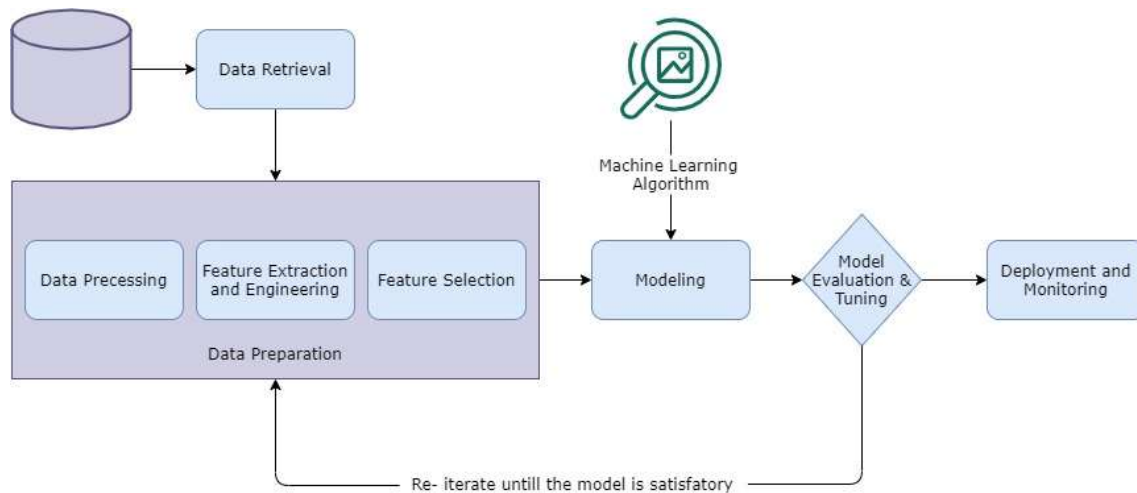 Data Retrieval
Machine Learning
Algorithm
Data Precessing
Feature Extraction
and Engineering
Feature Selection
Data Preparation
Modeling
Model
Evaluation &
Tuning
Deployment and
Monitoring
Re- iterate untill the model is satisfatory